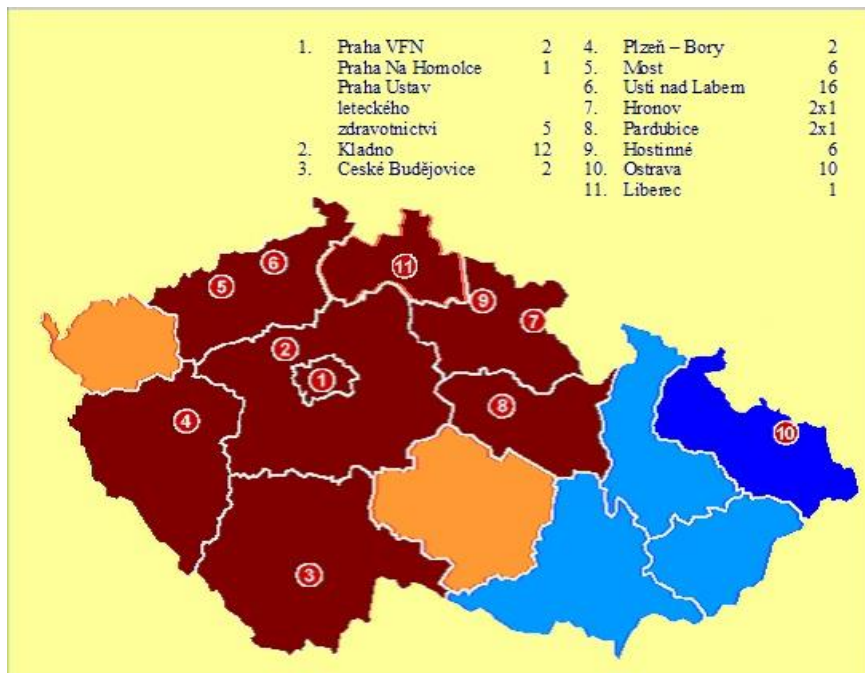 1. Praha VFN 2
Praha Na Homolce 1
Praha Ustav
leteckého
zdravotnictví 5
2. Kladno 12
3. České Budějovice 2
4. Plzeň – Bory 2
5. Most 6
6. Usti nad Labem 16
7. Hronov 2x1
8. Pardubice 2x1
9. Hostinné 6
10. Ostrava 10
11. Liberec 1
6
11
5
9
7
2
1
8
4
10
3